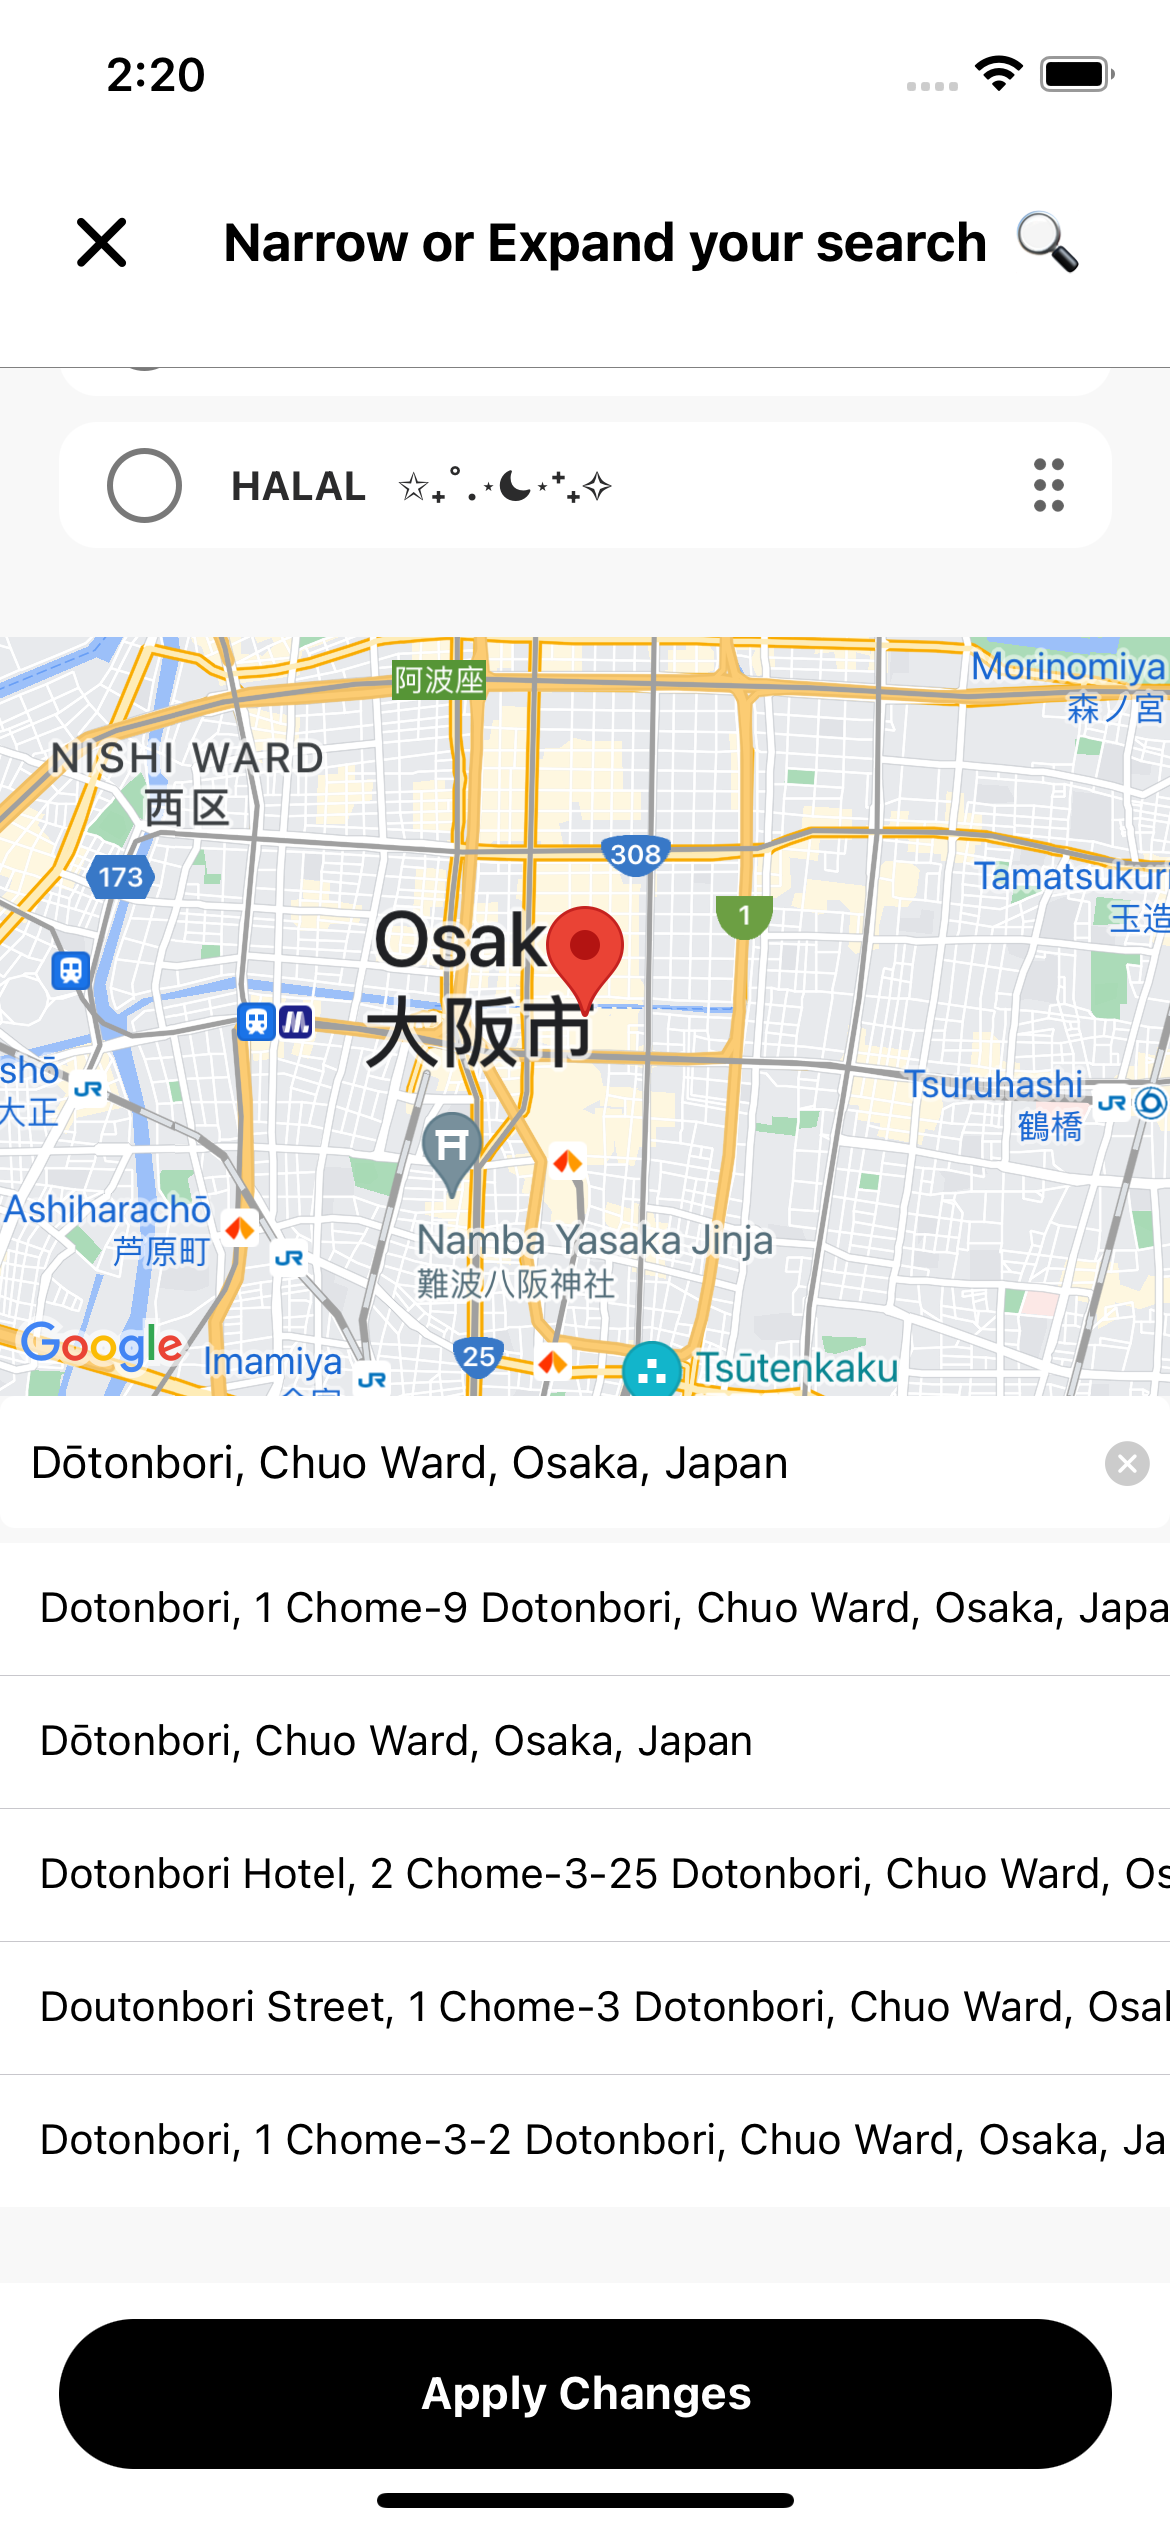 2:20
Narrow or Expand your search 🔍
HALAL ☆₊˚.⋆☾⋆⁺₊✧
阿波座
Morinomiya
森ノ宮
NISHI WARD
西区
308
173
Tamatsukuri
玉造
1
Osak
大阪市
shō
大正
JR
Tsuruhashi
鶴橋
JR
Ashiharachō
芦原町
JR
Namba Yasaka Jinja
難波八阪神社
Google
Imamiya
JR
25
Tsūtenkaku
Dōtonbori, Chuo Ward, Osaka, Japan
Dotonbori, 1 Chome-9 Dotonbori, Chuo Ward, Osaka, Japa
Dōtonbori, Chuo Ward, Osaka, Japan
Dotonbori Hotel, 2 Chome-3-25 Dotonbori, Chuo Ward, Os
Doutonbori Street, 1 Chome-3 Dotonbori, Chuo Ward, Osa
Dotonbori, 1 Chome-3-2 Dotonbori, Chuo Ward, Osaka, Ja
Apply Changes